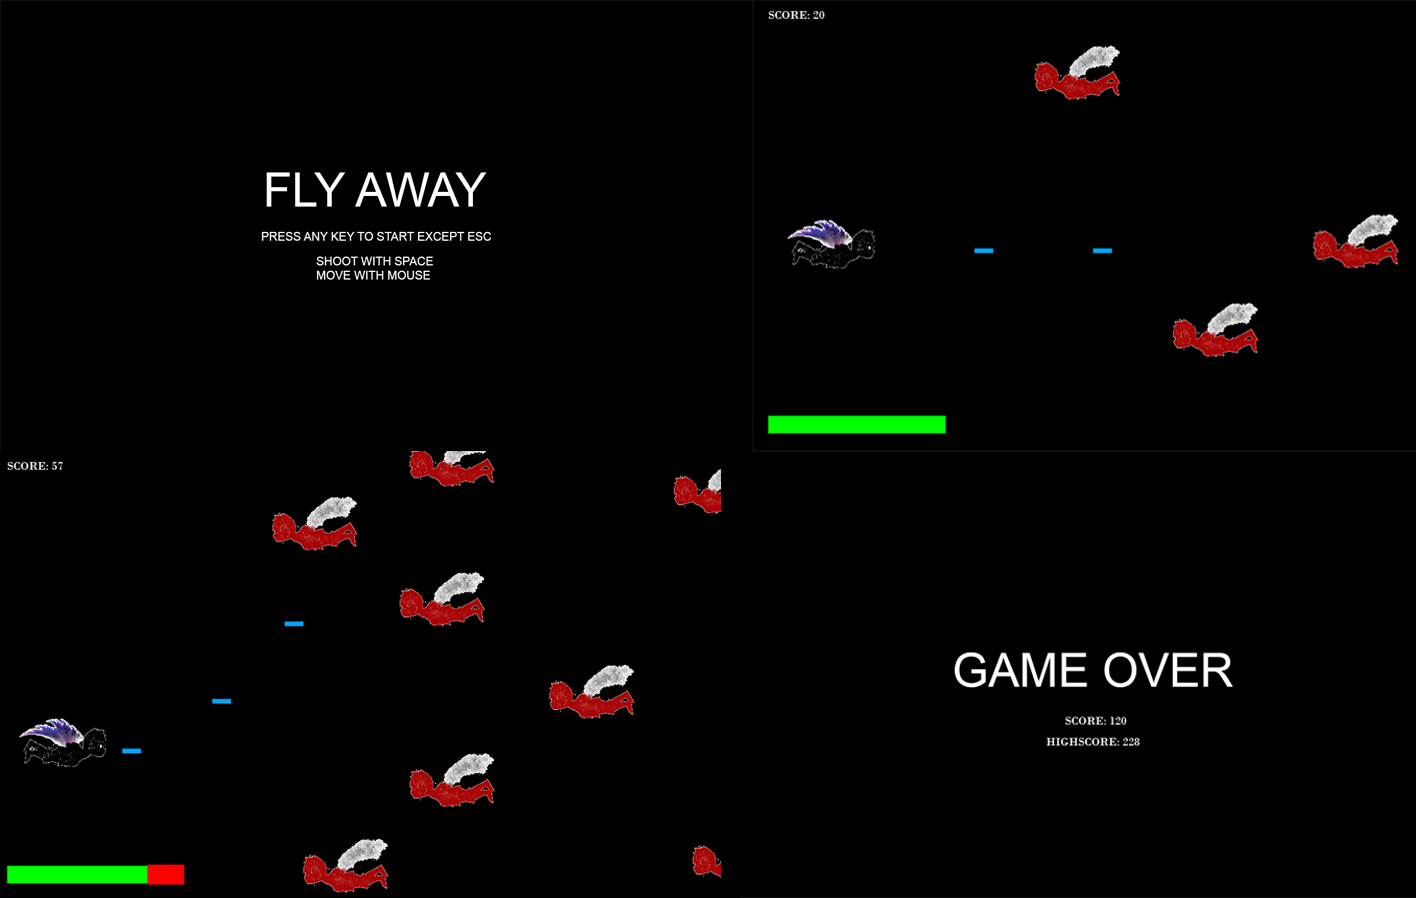 FLY AWAY
PRESS ANY KEY TO START EXCEPT ESC
SHOOT WITH SPACE
MOVE WITH MOUSE
SCORE: 20
SCORE: 57
GAME OVER
SCORE: 120
HIGHSCORE: 228